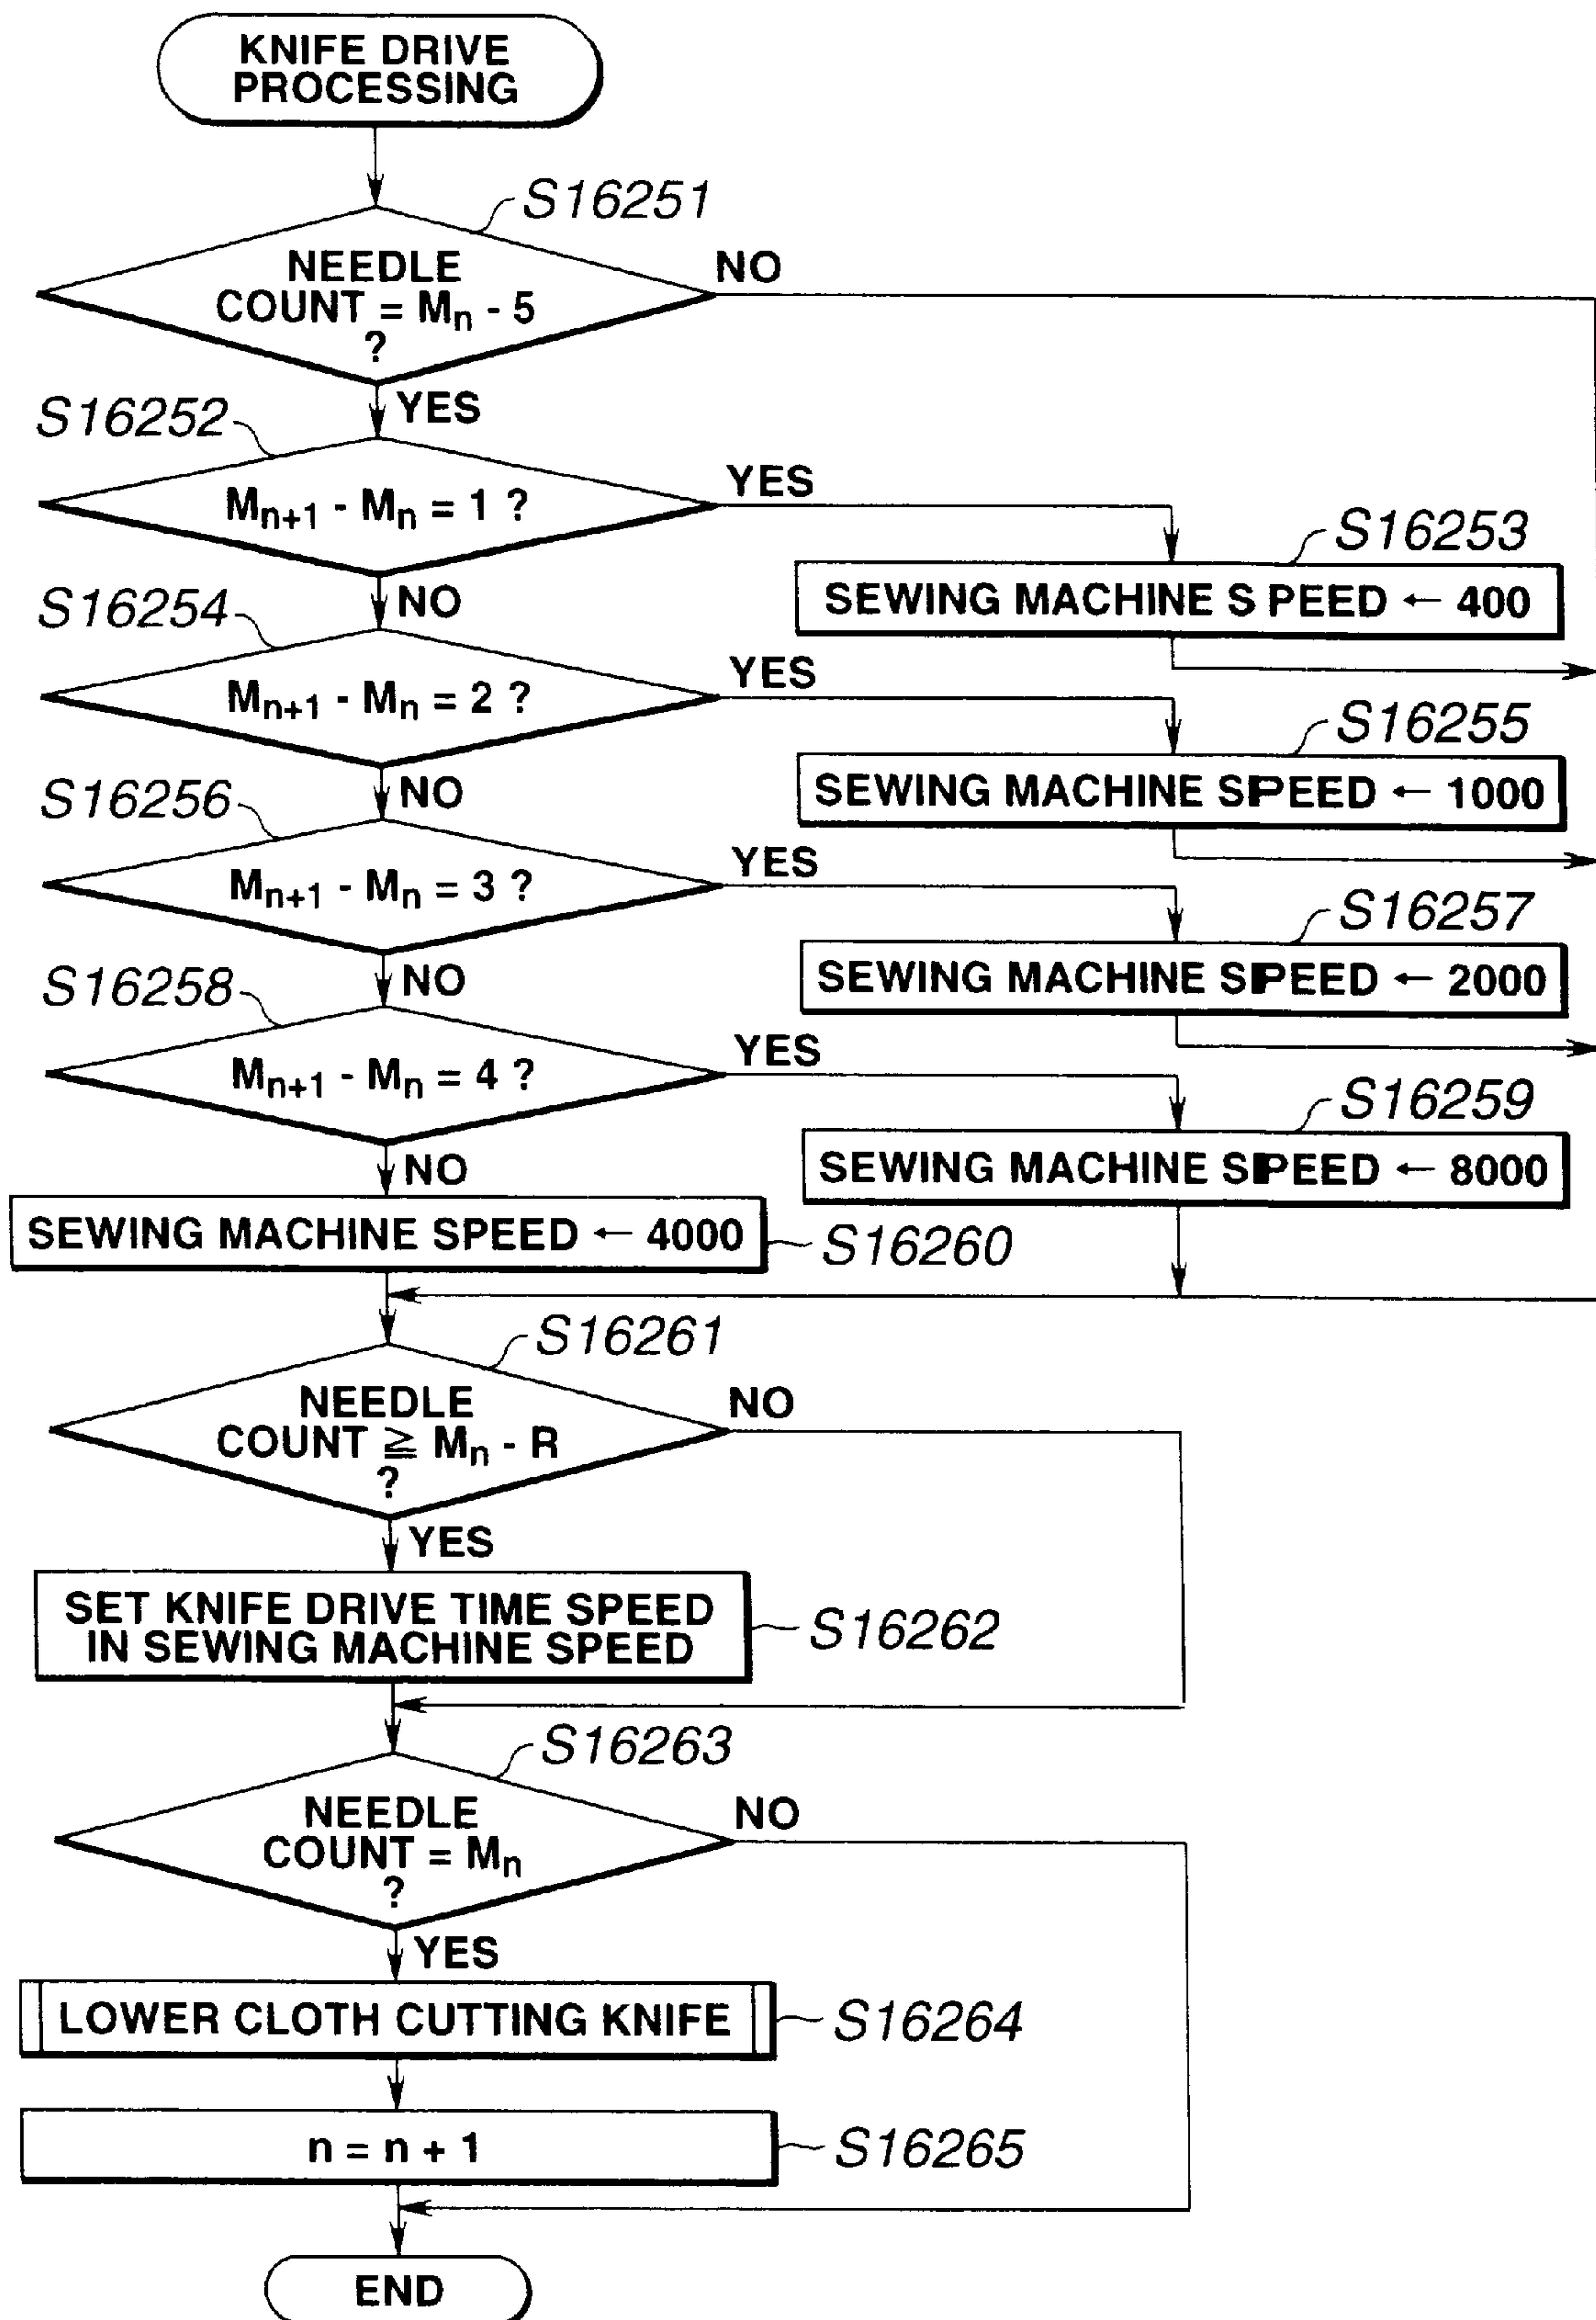 KNIFE DRIVE
PROCESSING
S16251
NEEDLE
COUNT = Mn - 5
?
NO
YES
S16252
Mn+1 - Mn = 1 ?
YES
S16253
SEWING MACHINE SPEED ← 400
NO
S16254
Mn+1 - Mn = 2 ?
YES
S16255
SEWING MACHINE SPEED ← 1000
NO
S16256
Mn+1 - Mn = 3 ?
YES
S16257
SEWING MACHINE SPEED ← 2000
NO
S16258
Mn+1 - Mn = 4 ?
YES
S16259
SEWING MACHINE SPEED ← 8000
NO
SEWING MACHINE SPEED ← 4000
S16260
S16261
NEEDLE
COUNT ≧ Mn - R
?
NO
YES
SET KNIFE DRIVE TIME SPEED
IN SEWING MACHINE SPEED
S16262
S16263
NEEDLE
COUNT = Mn
?
NO
YES
LOWER CLOTH CUTTING KNIFE
S16264
n = n + 1
S16265
END